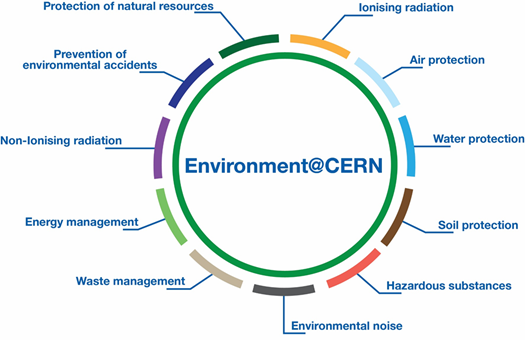 Protection of natural resources
Ionising radiation
Prevention of
environmental accidents
Air protection
Non-Ionising radiation
Water protection
Environment@CERN
Energy management
Soil protection
Waste management
Hazardous substances
Environmental noise